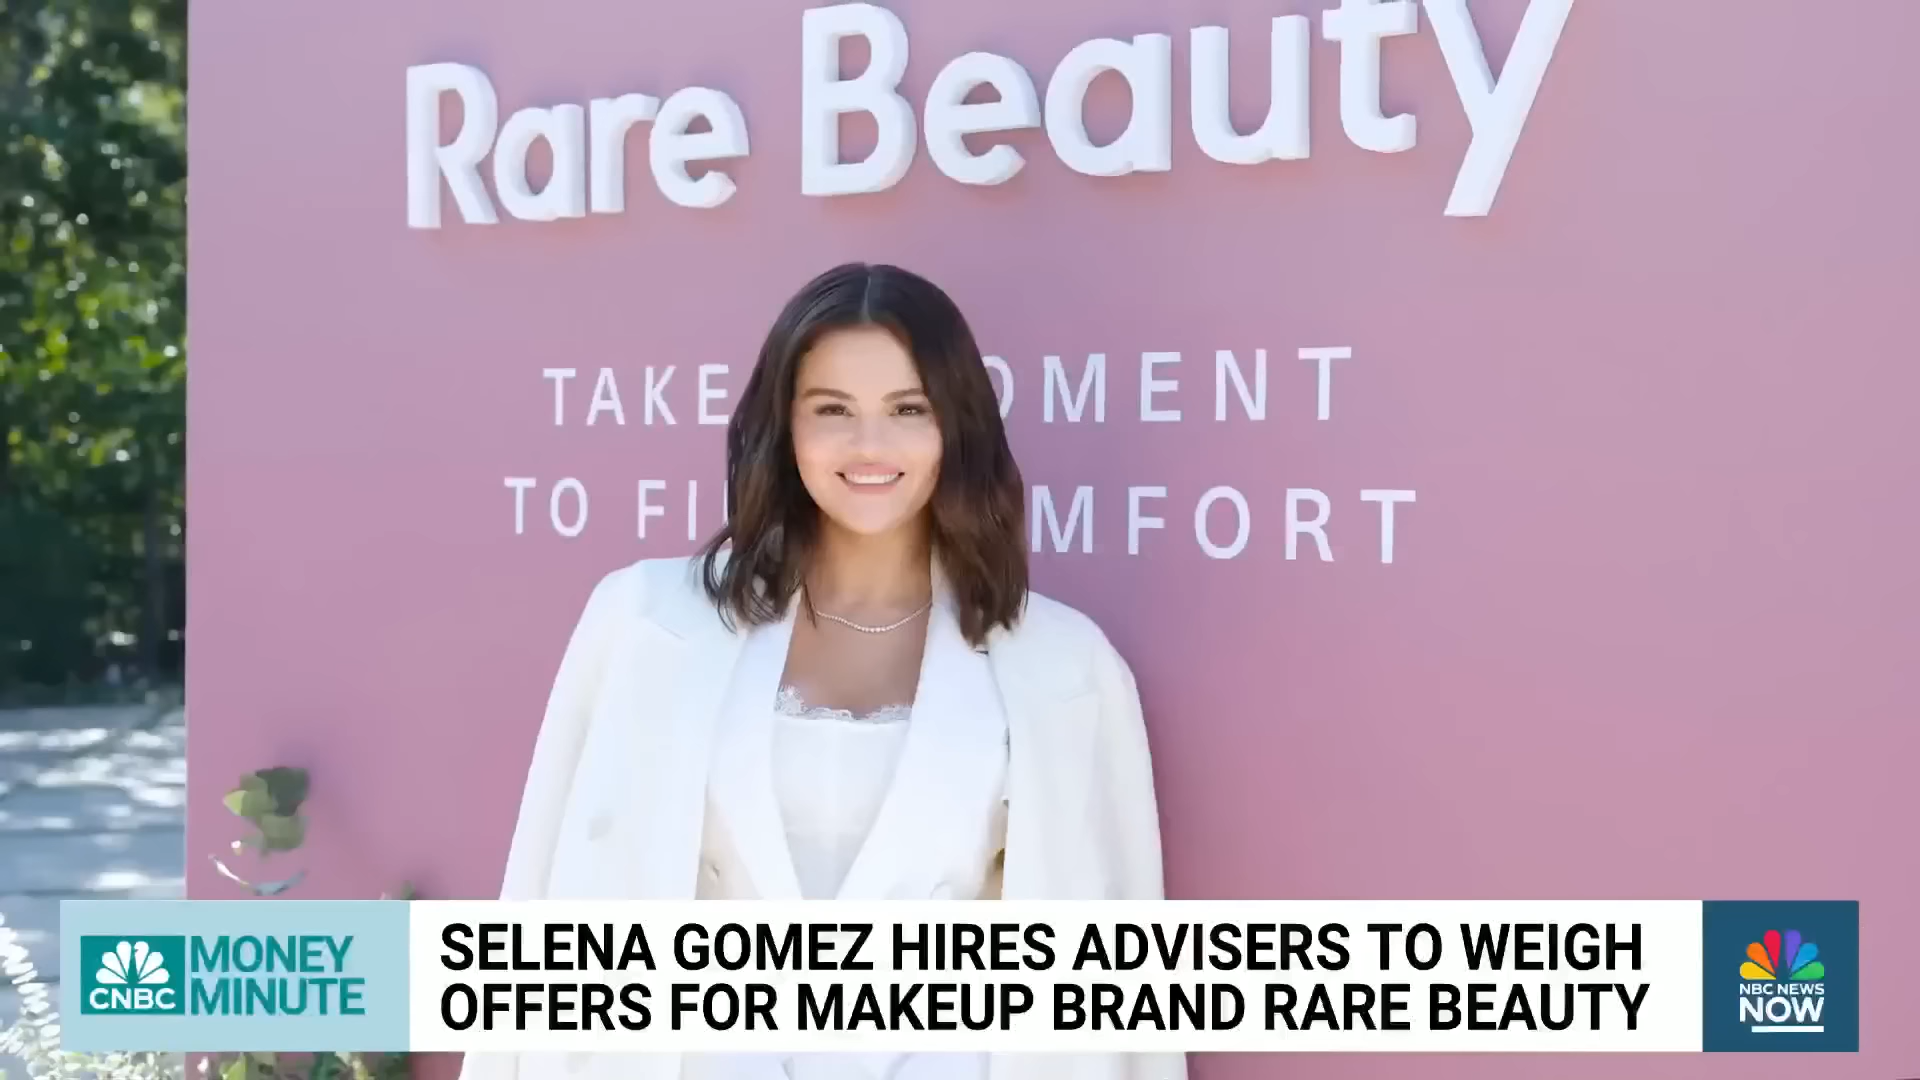 Rare Beauty
TAKE OMENT
TO FI MFORT
CNBC MONEY MINUTE
SELENA GOMEZ HIRES ADVISERS TO WEIGH
OFFERS FOR MAKEUP BRAND RARE BEAUTY
NBC NEWS
NOW